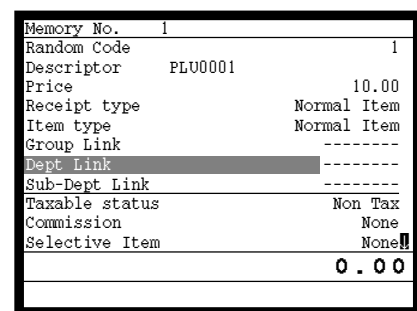 Memory No. 1
Random Code 1
Descriptor PLU0001
Price 10.00
Receipt type Normal Item
Item type Normal Item
Group Link --------
Dept Link --------
Sub-Dept Link --------
Taxable status Non Tax
Commission None
Selective Item None
0.00